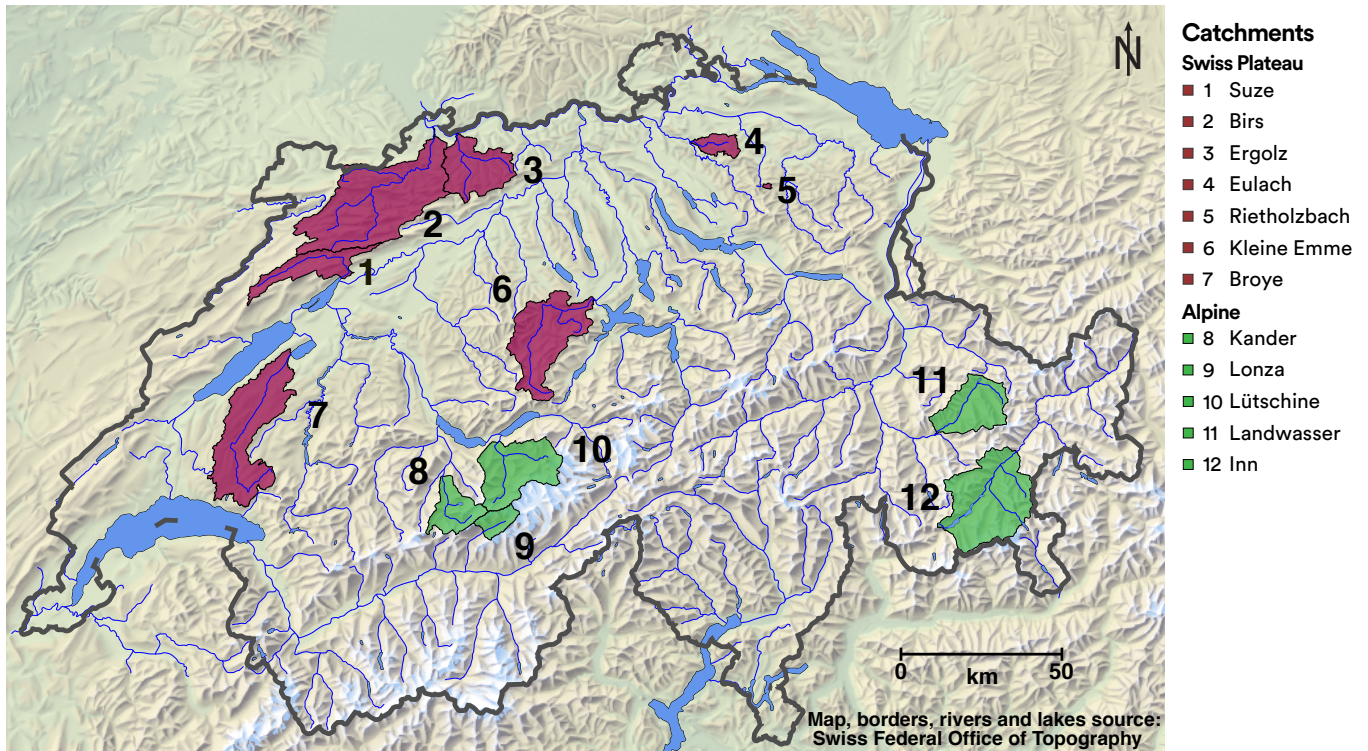 N
Catchments
Swiss Plateau
1 Suze
2 Birs
3 Ergolz
4 Eulach
5 Rietholzbach
6 Kleine Emme
7 Broye
Alpine
8 Kander
9 Lonza
10 Lütschine
11 Landwasser
12 Inn
4
3
5
2
1
6
11
7
10
8
12
9
0 50
km
Map, borders, rivers and lakes source:
Swiss Federal Office of Topography